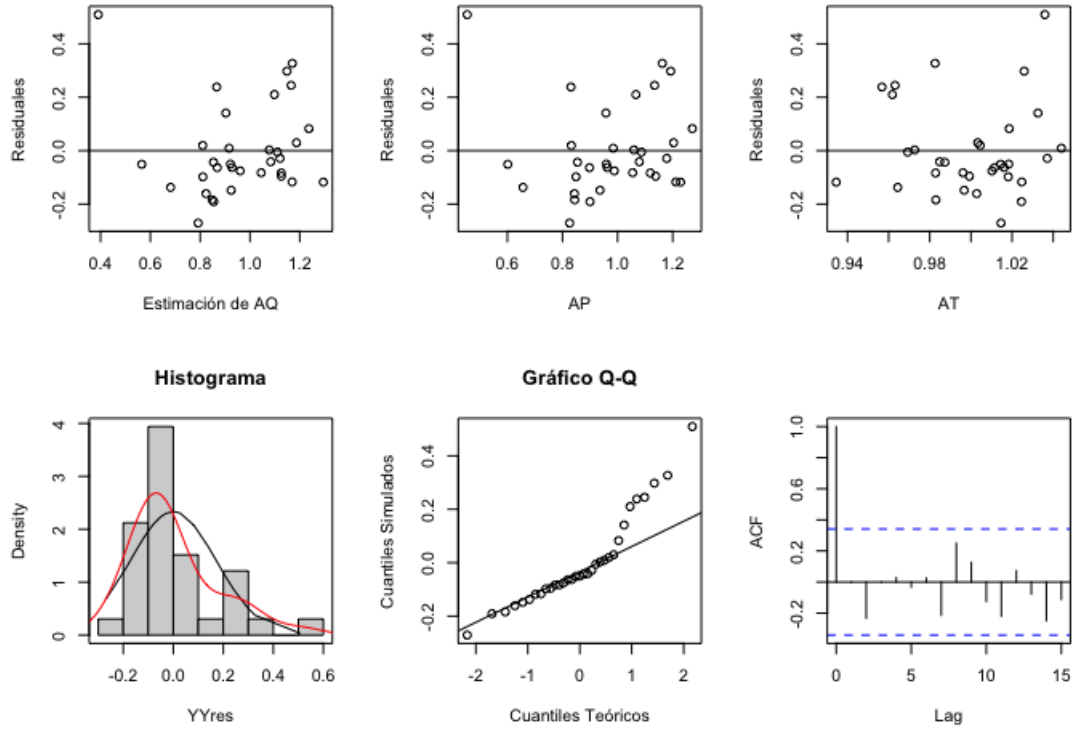 Residuales
-0.2 0.0 0.2 0.4
0.4 0.6 0.8 1.0 1.2
Estimación de AQ
Residuales
-0.2 0.0 0.2 0.4
0.6 0.8 1.0 1.2
AP
Residuales
-0.2 0.0 0.2 0.4
0.94 0.98 1.02
AT
Histograma
Density
0 1 2 3 4
-0.2 0.0 0.2 0.4 0.6
YYres
Gráfico Q-Q
Cuantiles Simulados
-0.2 0.0 0.2 0.4
-2 -1 0 1 2
Cuantiles Teóricos
ACF
-0.2 0.2 0.6 1.0
0 5 10 15
Lag